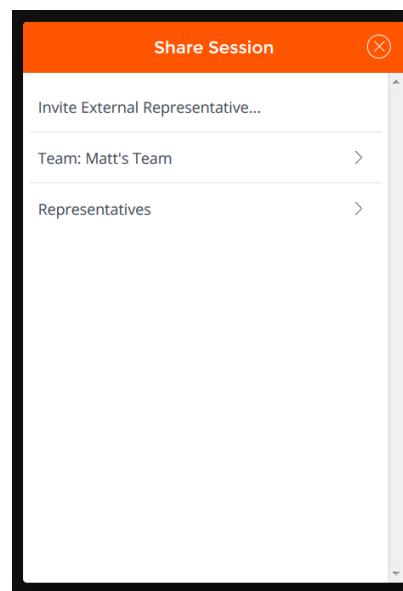 Share Session
Invite External Representative...
Team: Matt's Team
Representatives